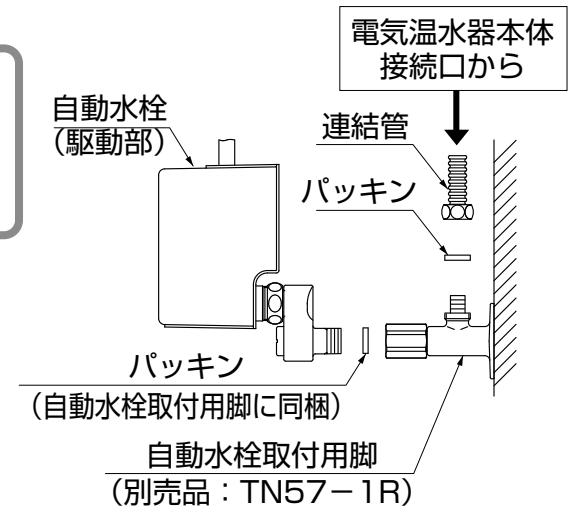 電気温水器本体
接続口から
自動水栓
（駆動部）
連結管
パッキン
パッキン
（自動水栓取付用脚に同梱）
自動水栓取付用脚
（別売品：TN57−1R）